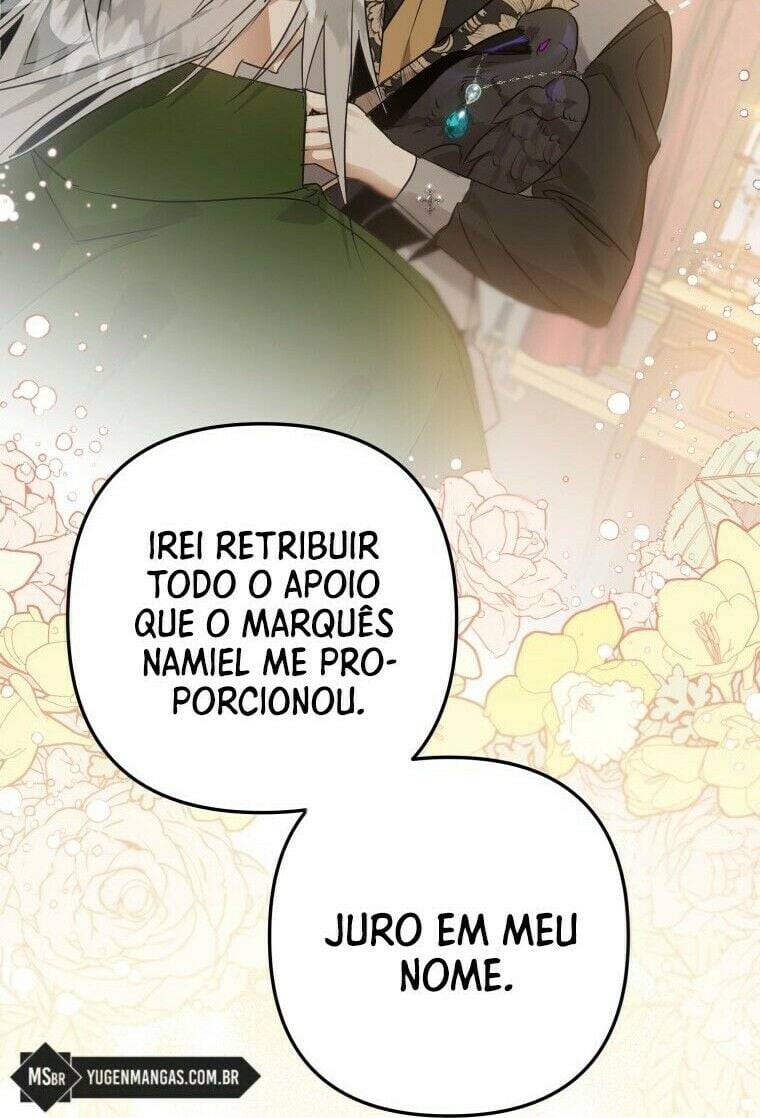 IREI RETRIBUIR
TODO O APOIO
QUE O MARQUÊS
NAMIEL ME PRO-
PORCIONOU.
JURO EM MEU
NOME.
MSBR YUGENMANGAS.COM.BR